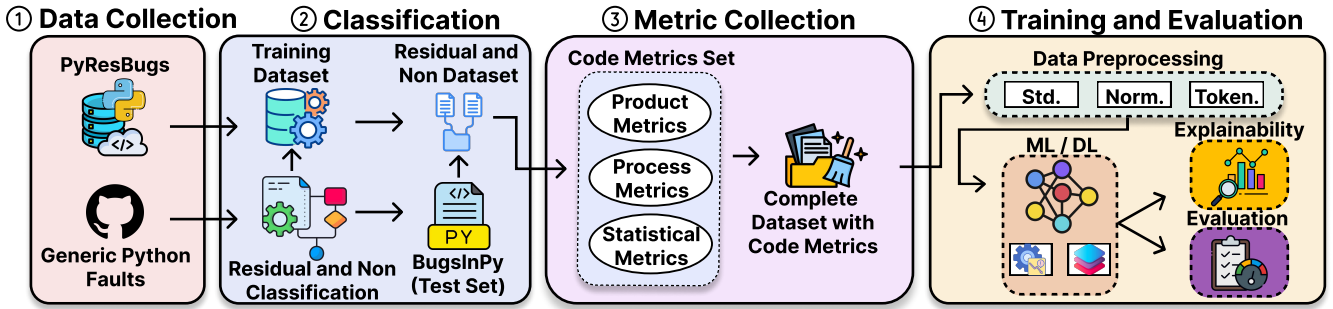 ① Data Collection
PyResBugs
</>
Generic Python
Faults
② Classification
Training
Dataset
Residual and
Non Dataset
Residual and Non
Classification
</>
PY
BugsInPy
(Test Set)
③ Metric Collection
Code Metrics Set
Product
Metrics
Process
Metrics
Statistical
Metrics
Complete
Dataset with
Code Metrics
④ Training and Evaluation
Data Preprocessing
Std.
Norm.
Token.
ML / DL
Explainability
Evaluation